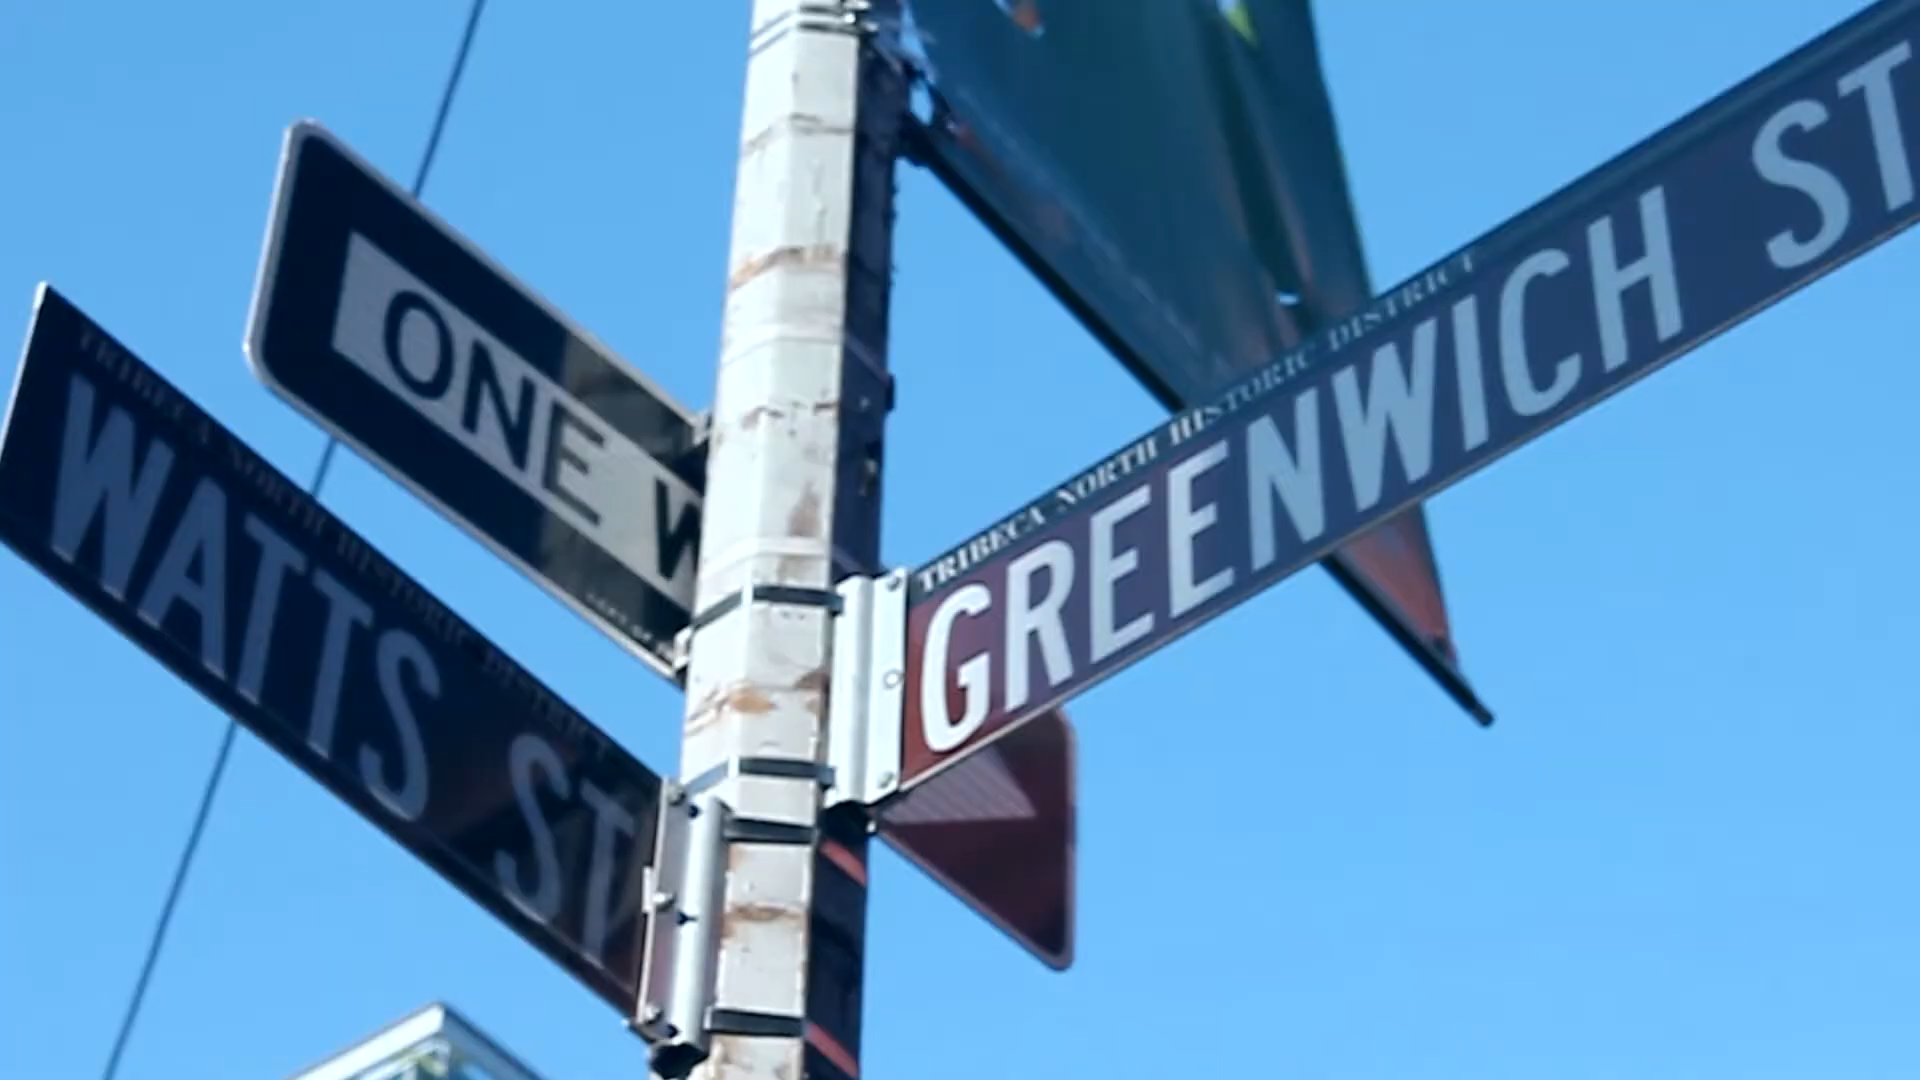 ONE W
TRIBECA NORTH HISTORIC DISTRICT
WATTS ST
TRIBECA NORTH HISTORIC DISTRICT
GREENWICH ST